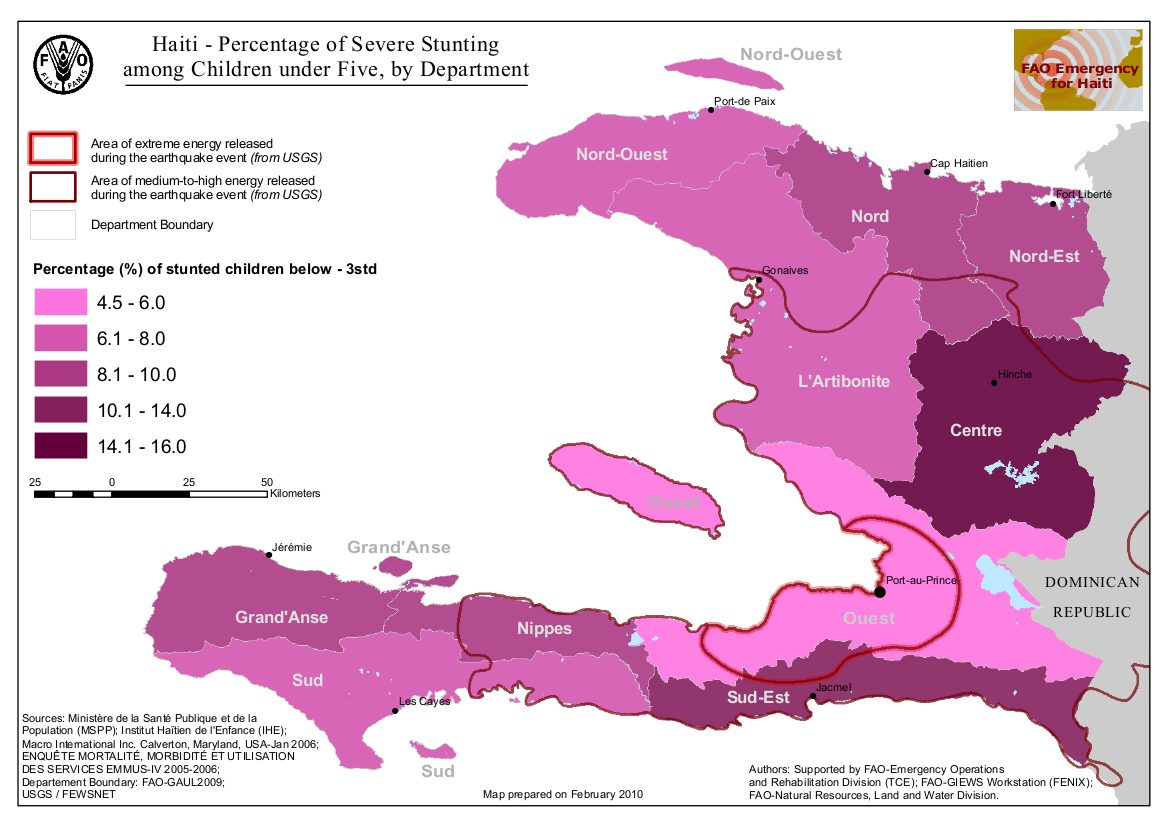 F A O
FIAT PANIS
Haiti - Percentage of Severe Stunting
among Children under Five, by Department
FAO Emergency
for Haiti
Area of extreme energy released
during the earthquake event (from USGS)
Area of medium-to-high energy released
during the earthquake event (from USGS)
Department Boundary
Percentage (%) of stunted children below - 3std
4.5 - 6.0
6.1 - 8.0
8.1 - 10.0
10.1 - 14.0
14.1 - 16.0
25 0 25 50
Kilometers
Nord-Ouest
Port-de Paix
Nord-Ouest
Cap Haitien
Fort Liberté
Nord
Nord-Est
Gonaives
L'Artibonite
Hinche
Centre
Ouest
Jérémie
Grand'Anse
Port-au-Prince
DOMINICAN
REPUBLIC
Grand'Anse
Nippes
Ouest
Sud
Sud-Est
Jacmel
Les Cayes
Sud
Sources: Ministère de la Santé Publique et de la
Population (MSPP); Institut Haïtien de l'Enfance (IHE);
Macro International Inc. Calverton, Maryland, USA-Jan 2006;
ENQUÊTE MORTALITÉ, MORBIDITÉ ET UTILISATION
DES SERVICES EMMUS-IV 2005-2006;
Departement Boundary: FAO-GAUL2009;
USGS / FEWSNET
Map prepared on February 2010
Authors: Supported by FAO-Emergency Operations
and Rehabilitation Division (TCE); FAO-GIEWS Workstation (FENIX);
FAO-Natural Resources, Land and Water Division.